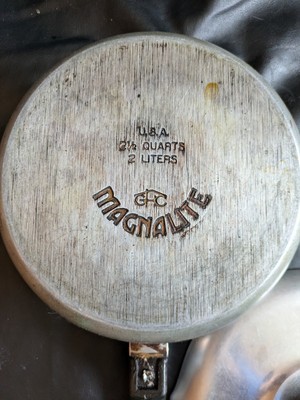 U.S.A.
2½ QUARTS
2 LITERS
GHC
MAGNALITE